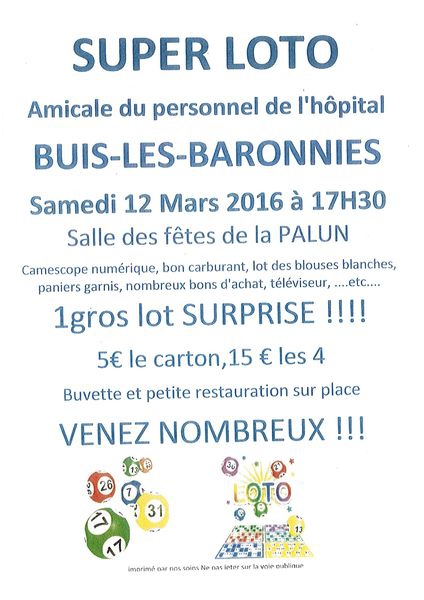 SUPER LOTO
Amicale du personnel de l'hôpital
BUIS-LES-BARONNIES
Samedi 12 Mars 2016 à 17H30
Salle des fêtes de la PALUN
Camescope numérique, bon carburant, lot des blouses blanches,
paniers garnis, nombreux bons d'achat, téléviseur, ....etc....
1gros lot SURPRISE !!!!
5€ le carton,15 € les 4
Buvette et petite restauration sur place
VENEZ NOMBREUX !!!
13
26
7
31
17
17
LOTO
13
imprimé par nos soins Ne pas jeter sur la voie publique